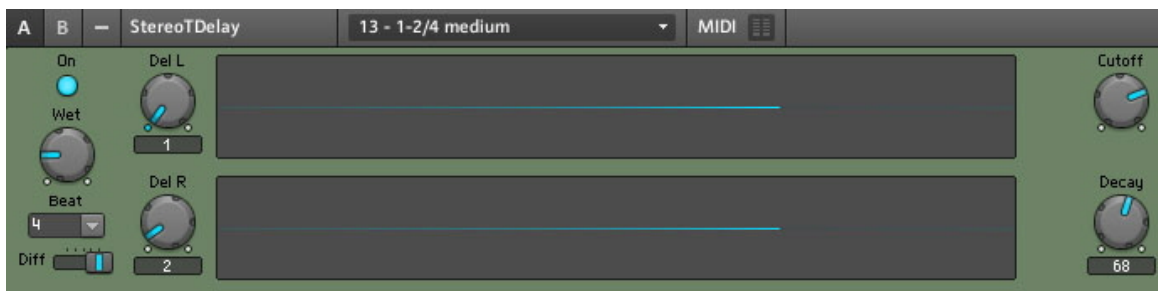 A B – StereoTDelay 13 - 1-2/4 medium MIDI
On Del L Cutoff
Wet
1
Del R Decay
Beat
4
Diff
2 68